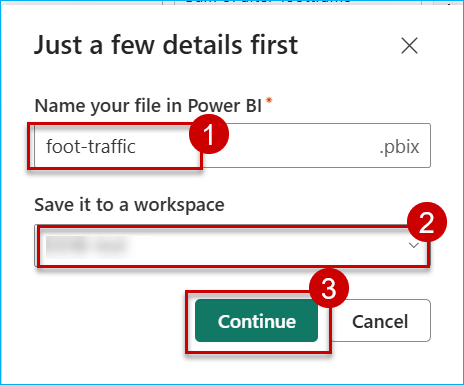 Just a few details first
Name your file in Power BI *
1
foot-traffic .pbix
Save it to a workspace
2
3
Continue Cancel